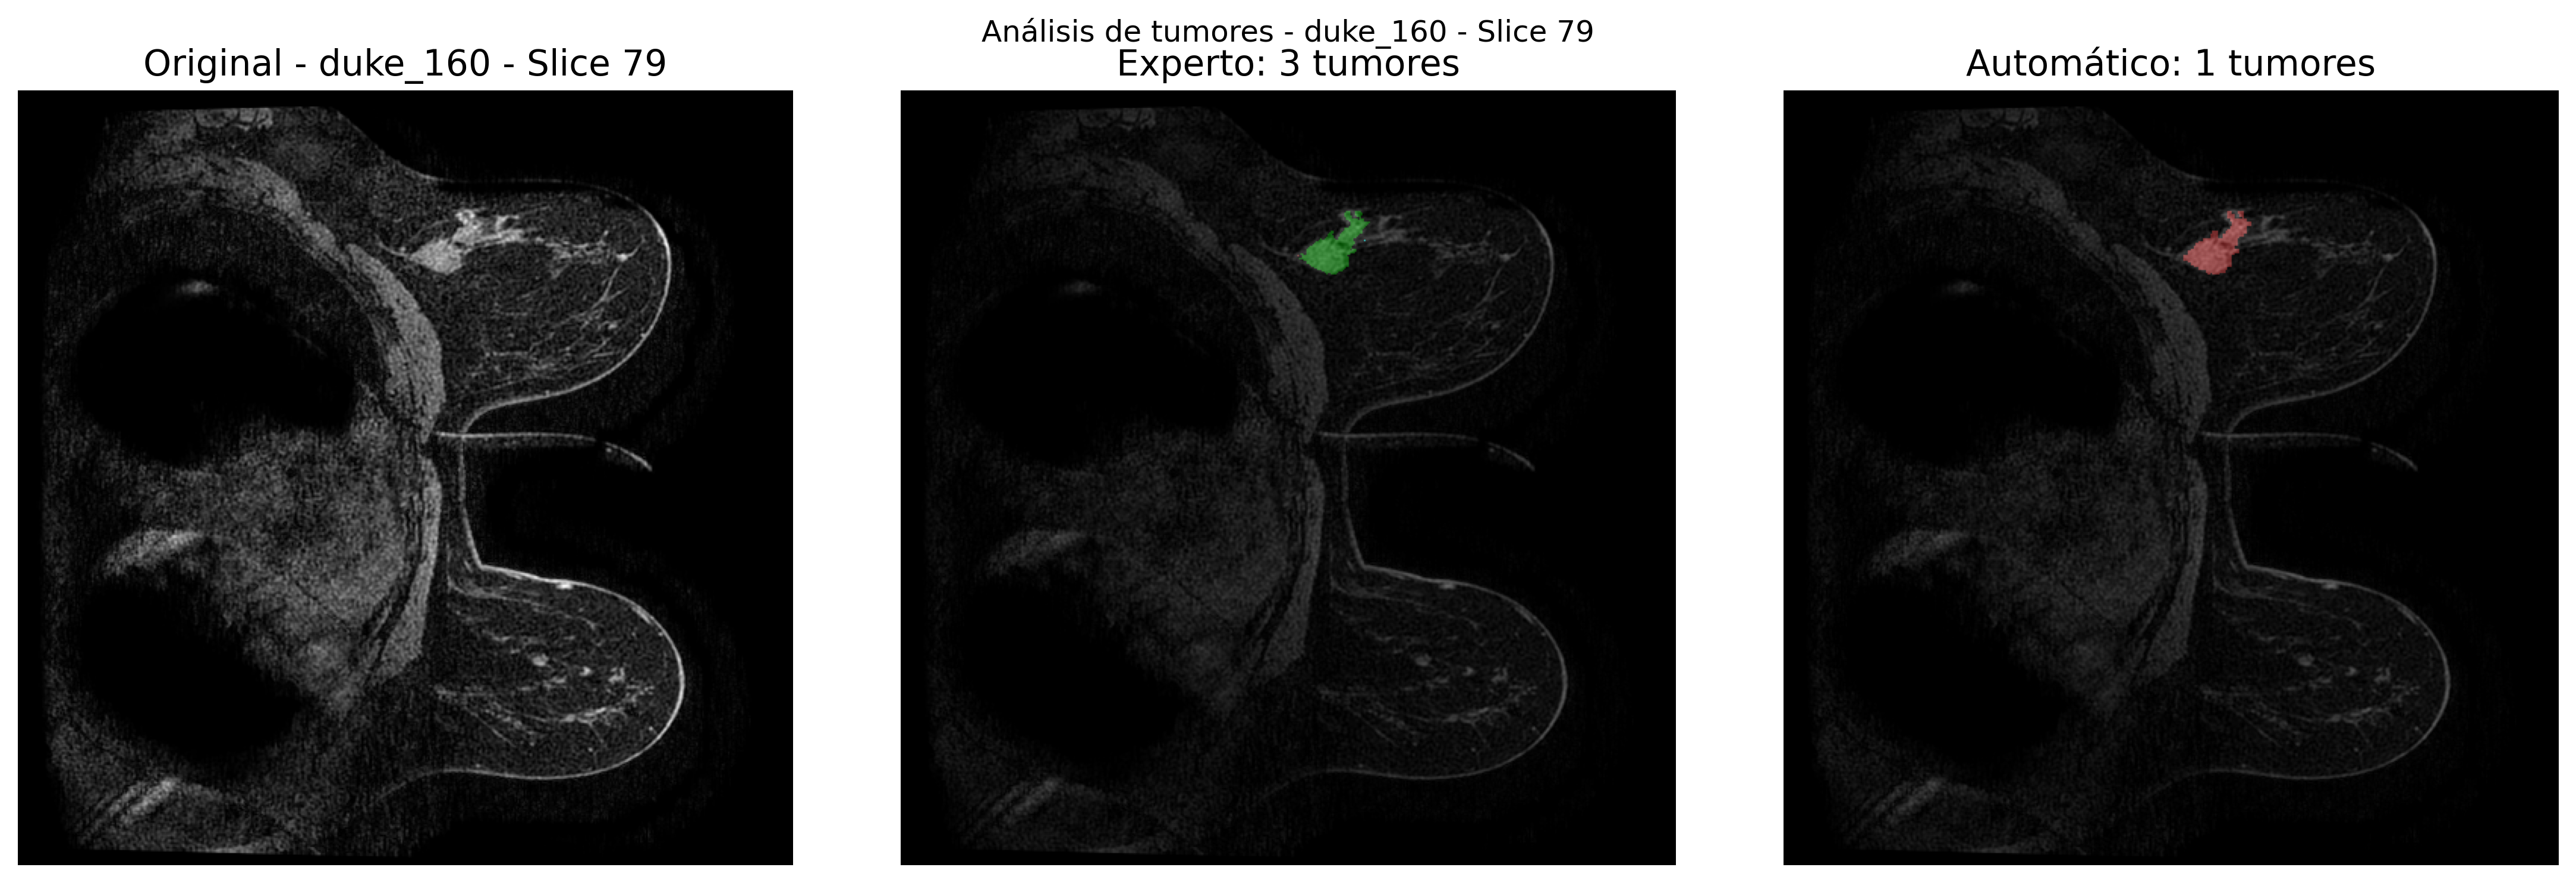 Análisis de tumores - duke_160 - Slice 79
Original - duke_160 - Slice 79
Experto: 3 tumores
Automático: 1 tumores